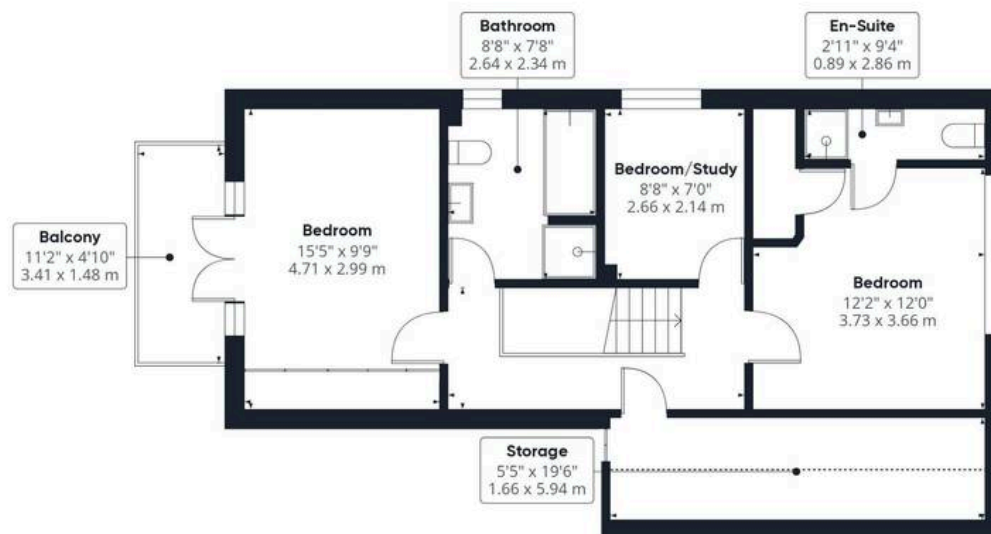 Bathroom
8'8" x 7'8"
2.64 x 2.34 m
En-Suite
2'11" x 9'4"
0.89 x 2.86 m
Bedroom/Study
8'8" x 7'0"
2.66 x 2.14 m
Bedroom
15'5" x 9'9"
4.71 x 2.99 m
Balcony
11'2" x 4'10"
3.41 x 1.48 m
Bedroom
12'2" x 12'0"
3.73 x 3.66 m
Storage
5'5" x 19'6"
1.66 x 5.94 m